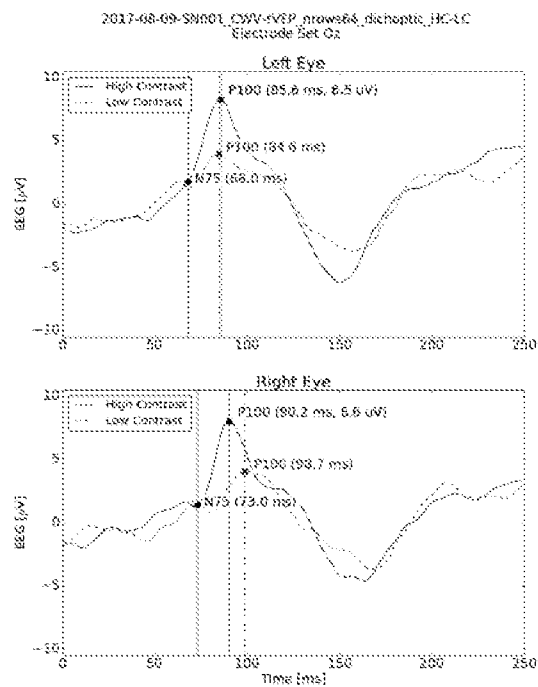 2017-08-09-SN001_CWV-tVEP_nrows64_dichoptic_HC-LC
Electrode Set Oz
Left Eye
High Contrast
Low Contrast
P100 (85.6 ms, 6.5 uV)
P100 (84.6 ms)
N75 (68.0 ms)
EEG [μV]
10
5
0
−5
−10
0 50 100 150 200 250
Right Eye
High Contrast
Low Contrast
P100 (90.2 ms, 6.6 uV)
P100 (98.7 ms)
N75 (73.0 ms)
EEG [μV]
10
5
0
−5
−10
0 50 100 150 200 250
Time [ms]